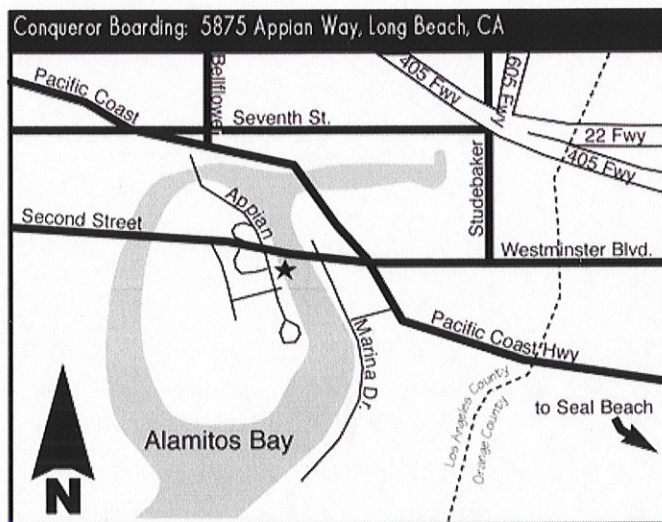 Conqueror Boarding: 5875 Appian Way, Long Beach, CA
Pacific Coast
Bellflower
405 Fwy
605 Fwy
Seventh St.
22 Fwy
405 Fwy
Appian
Studebaker
Second Street
Westminster Blvd.
Pacific Coast Hwy
Marina Dr.
Los Angeles County
Orange County
to Seal Beach
Alamitos Bay
N